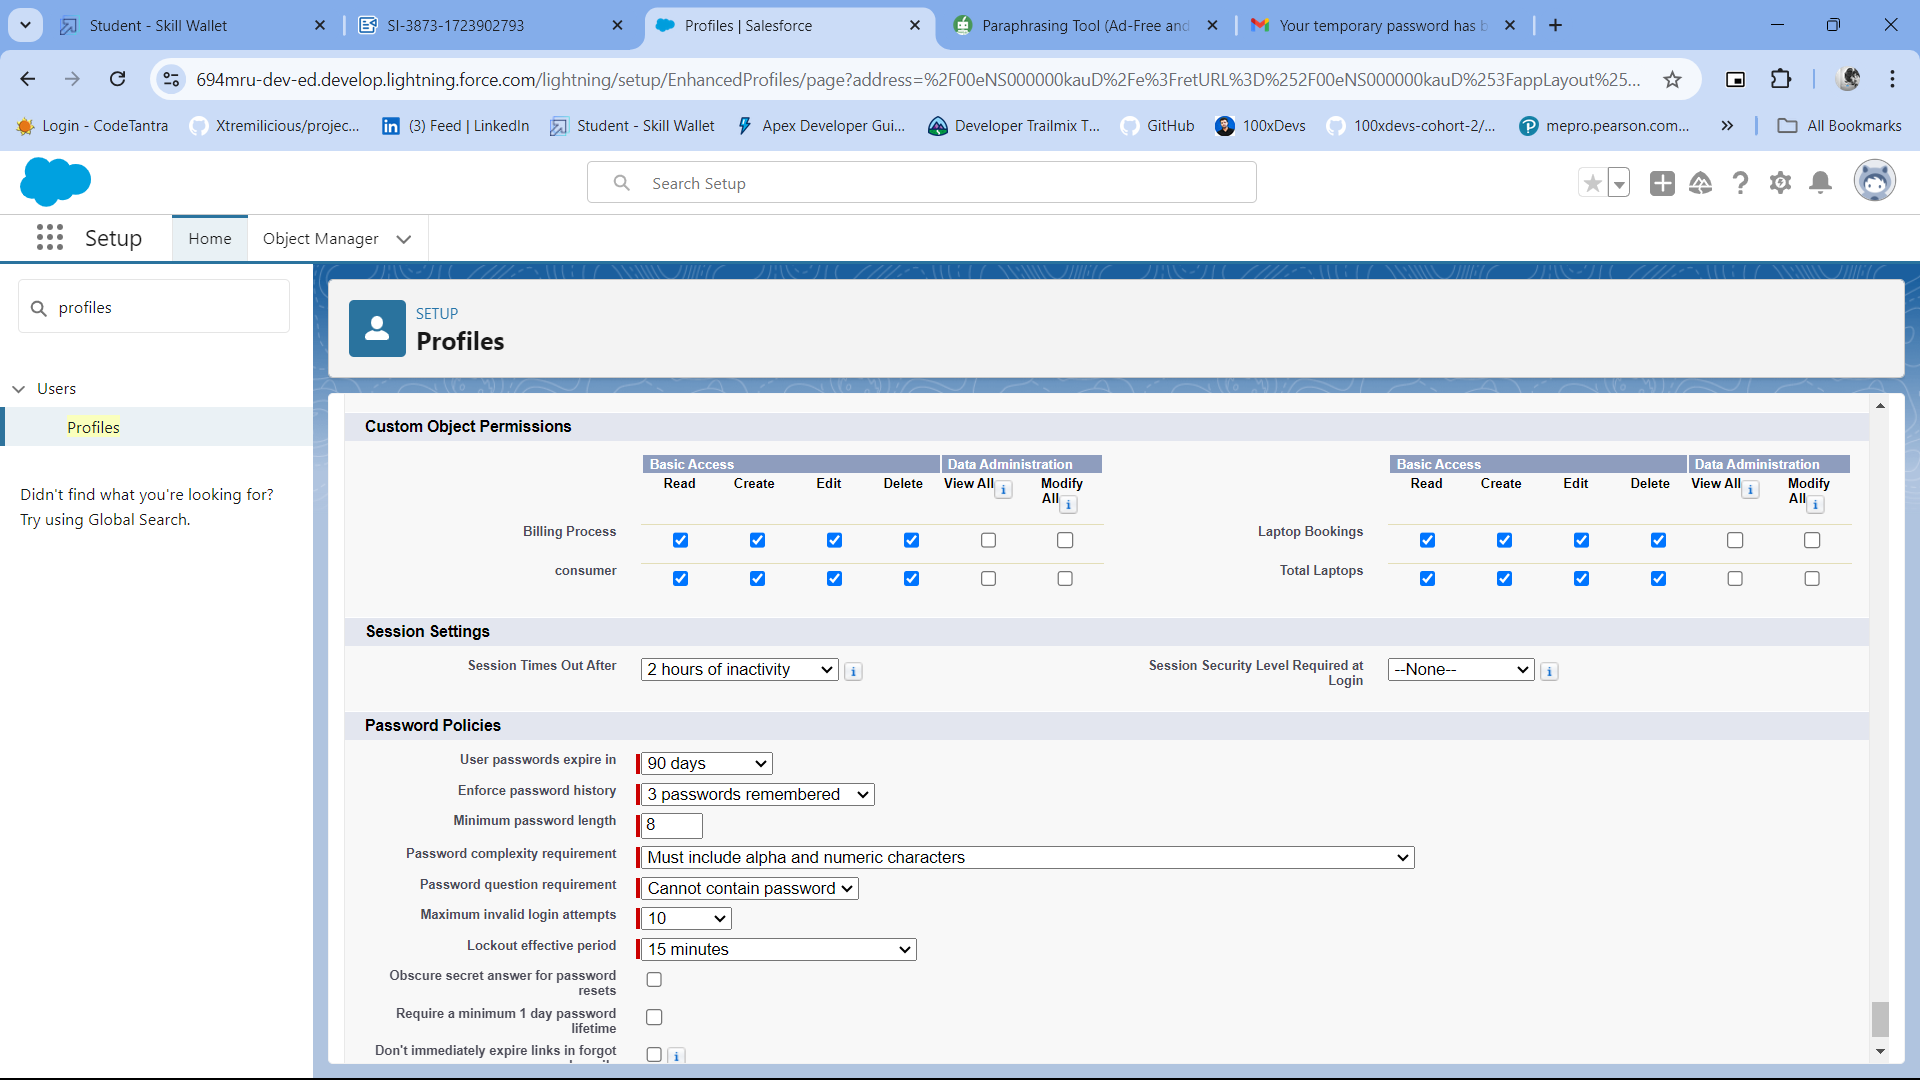 Student - Skill Wallet
SI-3873-1723902793
Profiles | Salesforce
Paraphrasing Tool (Ad-Free and
Your temporary password has b
694mru-dev-ed.develop.lightning.force.com/lightning/setup/EnhancedProfiles/page?address=%2F00eNS000000kauD%2Fe%3FretURL%3D%252F00eNS000000kauD%253FappLayout%25...
Login - CodeTantra
Xtremilicious/projec...
(3) Feed | LinkedIn
Student - Skill Wallet
Apex Developer Gui...
Developer Trailmix T...
GitHub
100xDevs
100xdevs-cohort-2/...
mepro.pearson.com...
All Bookmarks
Search Setup
Setup
Home
Object Manager
profiles
Users
Profiles
Didn't find what you're looking for?
Try using Global Search.
SETUP
Profiles
Custom Object Permissions
Basic Access Data Administration
Read Create Edit Delete View All Modify All
Billing Process
consumer
Basic Access Data Administration
Read Create Edit Delete View All Modify All
Laptop Bookings
Total Laptops
Session Settings
Session Times Out After 2 hours of inactivity
Session Security Level Required at
Login
--None--
Password Policies
User passwords expire in 90 days
Enforce password history 3 passwords remembered
Minimum password length 8
Password complexity requirement Must include alpha and numeric characters
Password question requirement Cannot contain password
Maximum invalid login attempts 10
Lockout effective period 15 minutes
Obscure secret answer for password
resets
Require a minimum 1 day password
lifetime
Don't immediately expire links in forgot